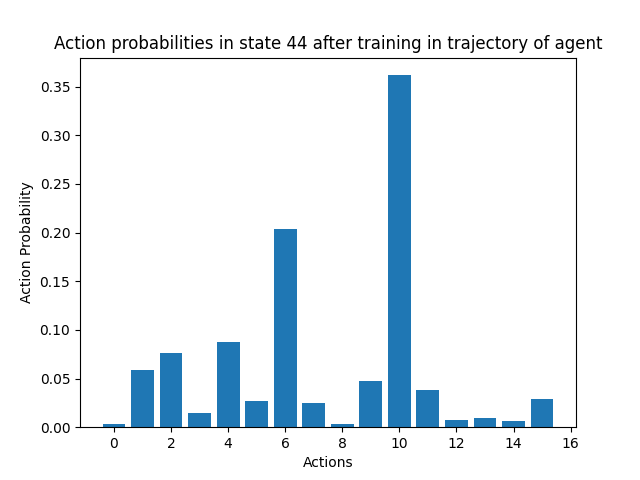 Action probabilities in state 44 after training in trajectory of agent
0.35
0.30
0.25
0.20
0.15
0.10
0.05
0.00
Action Probability
0 2 4 6 8 10 12 14 16
Actions